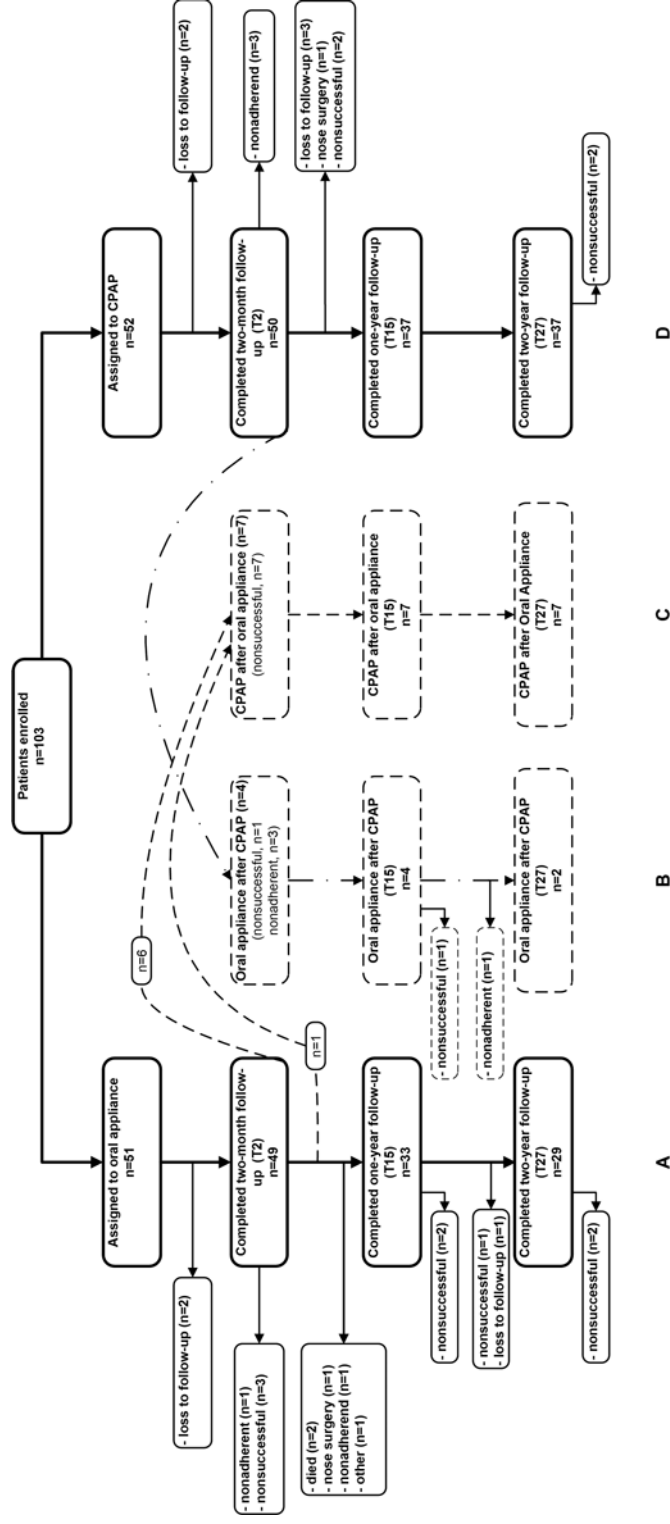 Patients enrolled
n=103
Assigned to oral appliance
n=51
Assigned to CPAP
n=52
- loss to follow-up (n=2)
- loss to follow-up (n=2)
n=6
Completed two-month follow-
up (T2)
n=49
Oral appliance after CPAP (n=4)
(nonsuccessful, n=1
nonadherent, n=3)
CPAP after oral appliance (n=7)
(nonsuccessful, n=7)
Completed two-month follow-
up (T2)
n=50
- nonadherent (n=1)
- nonsuccessful (n=3)
- nonadherend (n=3)
n=1
- died (n=2)
- nose surgery (n=1)
- nonadherend (n=1)
- other (n=1)
- loss to follow-up (n=3)
- nose surgery (n=1)
- nonsuccessful (n=2)
Completed one-year follow-up
(T15)
n=33
Oral appliance after CPAP
(T15)
n=4
CPAP after oral appliance
(T15)
n=7
Completed one-year follow-up
(T15)
n=37
- nonsuccessful (n=2)
- nonsuccessful (n=1)
- nonsuccessful (n=1)
- loss to follow-up (n=1)
- nonadherent (n=1)
Completed two-year follow-up
(T27)
n=29
Oral appliance after CPAP
(T27)
n=2
CPAP after Oral Appliance
(T27)
n=7
Completed two-year follow-up
(T27)
n=37
- nonsuccessful (n=2)
- nonsuccessful (n=2)
A
B
C
D